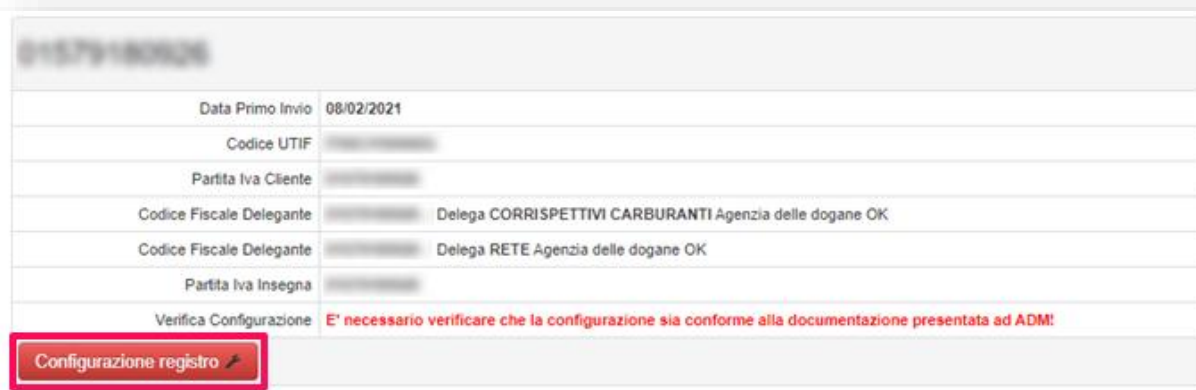 Data Primo Invio 08/02/2021
Codice UTIF
Partita Iva Cliente
Codice Fiscale Delegante Delega CORRISPETTIVI CARBURANTI Agenzia delle dogane OK
Codice Fiscale Delegante Delega RETE Agenzia delle dogane OK
Partita Iva Insegna
Verifica Configurazione E' necessario verificare che la configurazione sia conforme alla documentazione presentata ad ADM!
Configurazione registro